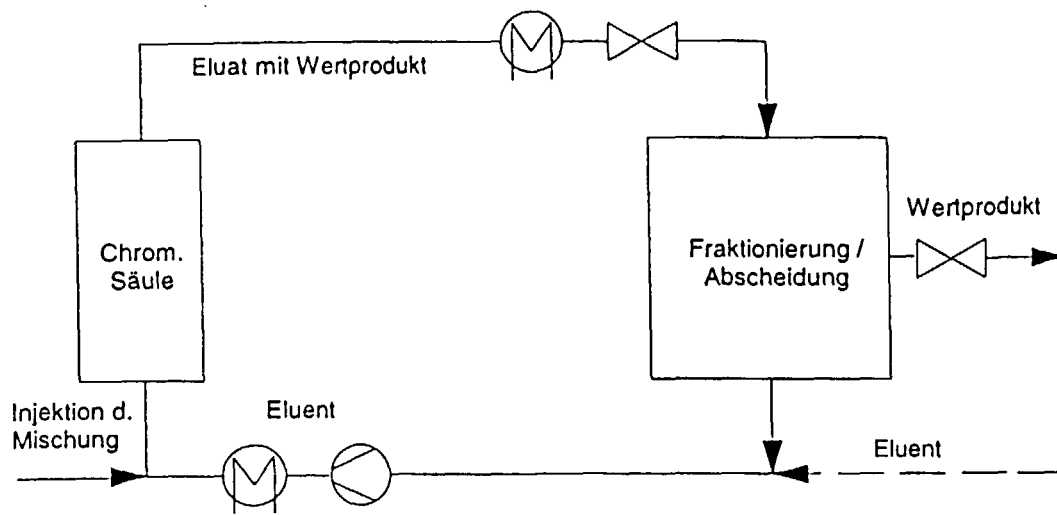 Eluat mit Wertprodukt
Chrom.
Säule
Fraktionierung /
Abscheidung
Wertprodukt
Injektion d.
Mischung
Eluent
Eluent